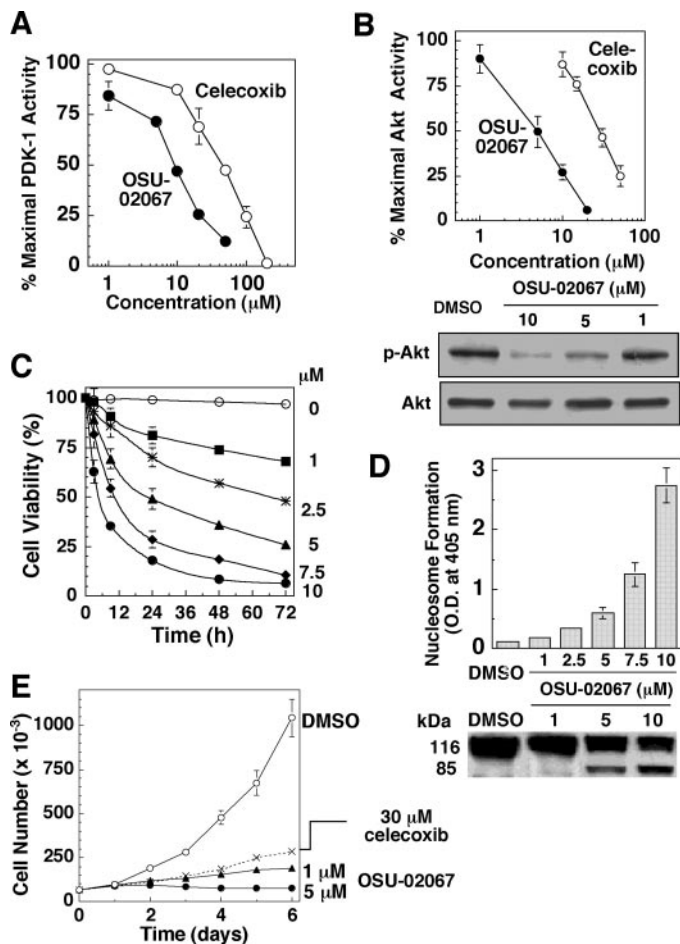 A
% Maximal PDK-1 Activity
100
75
50
25
0
Celecoxib
OSU-
02067
1 10 100
Concentration (μM)
B
% Maximal Akt Activity
100
75
50
25
0
Cele-
coxib
OSU-
02067
1 10 100
Concentration (μM)
OSU-02067 (μM)
DMSO
10 5 1
p-Akt
Akt
C
Cell Viability (%)
100
75
50
25
0
μM
0
1
2.5
5
7.5
10
0 12 24 36 48 60 72
Time (h)
D
Nucleosome Formation
(O.D. at 405 nm)
3
2
1
0
DMSO 1 2.5 5 7.5 10
OSU-02067 (μM)
kDa DMSO 1 5 10
116
85
E
Cell Number (x 10-3)
1000
750
500
250
0
DMSO
30 μM
celecoxib
1 μM
5 μM
OSU-02067
0 2 4 6
Time (days)